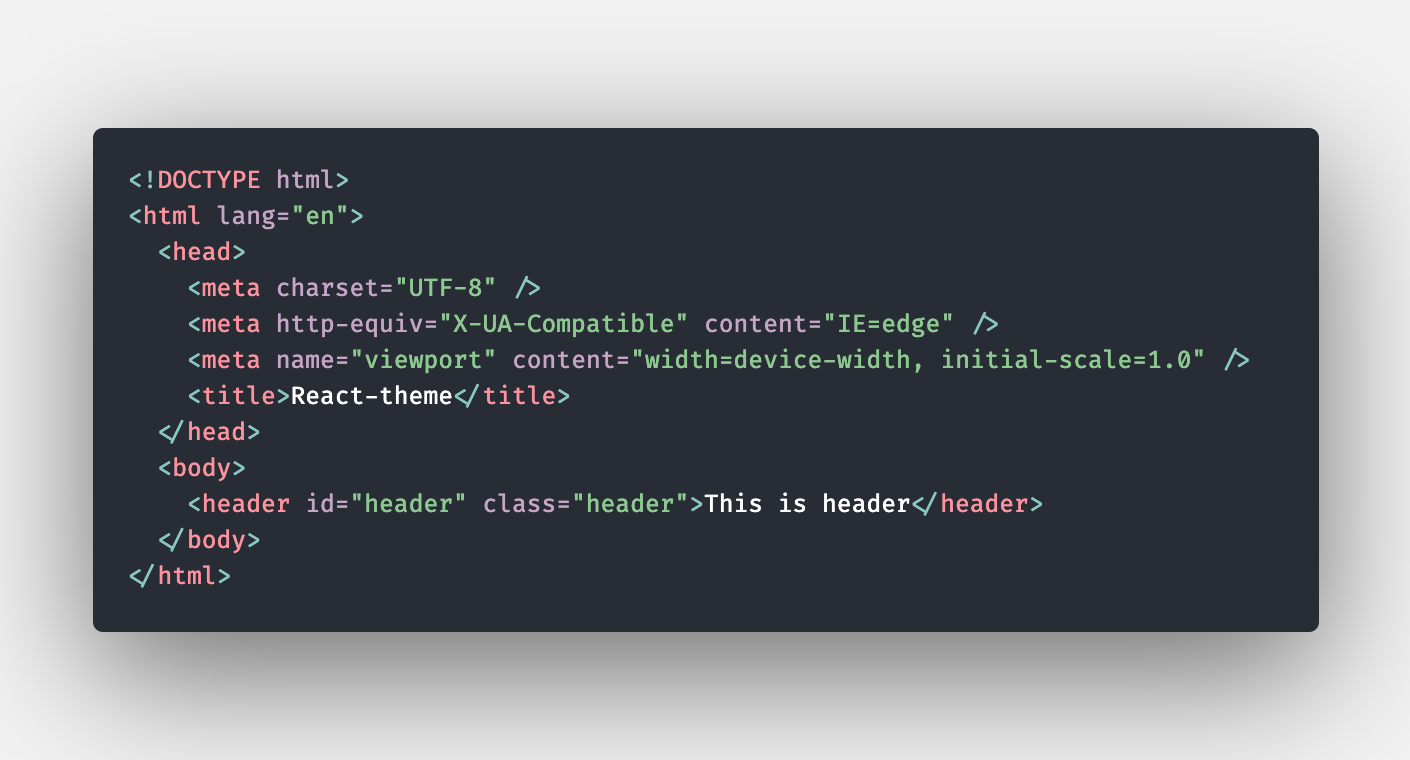 <!DOCTYPE html>
<html lang="en">
  <head>
    <meta charset="UTF-8" />
    <meta http-equiv="X-UA-Compatible" content="IE=edge" />
    <meta name="viewport" content="width=device-width, initial-scale=1.0" />
    <title>React-theme</title>
  </head>
  <body>
    <header id="header" class="header">This is header</header>
  </body>
</html>